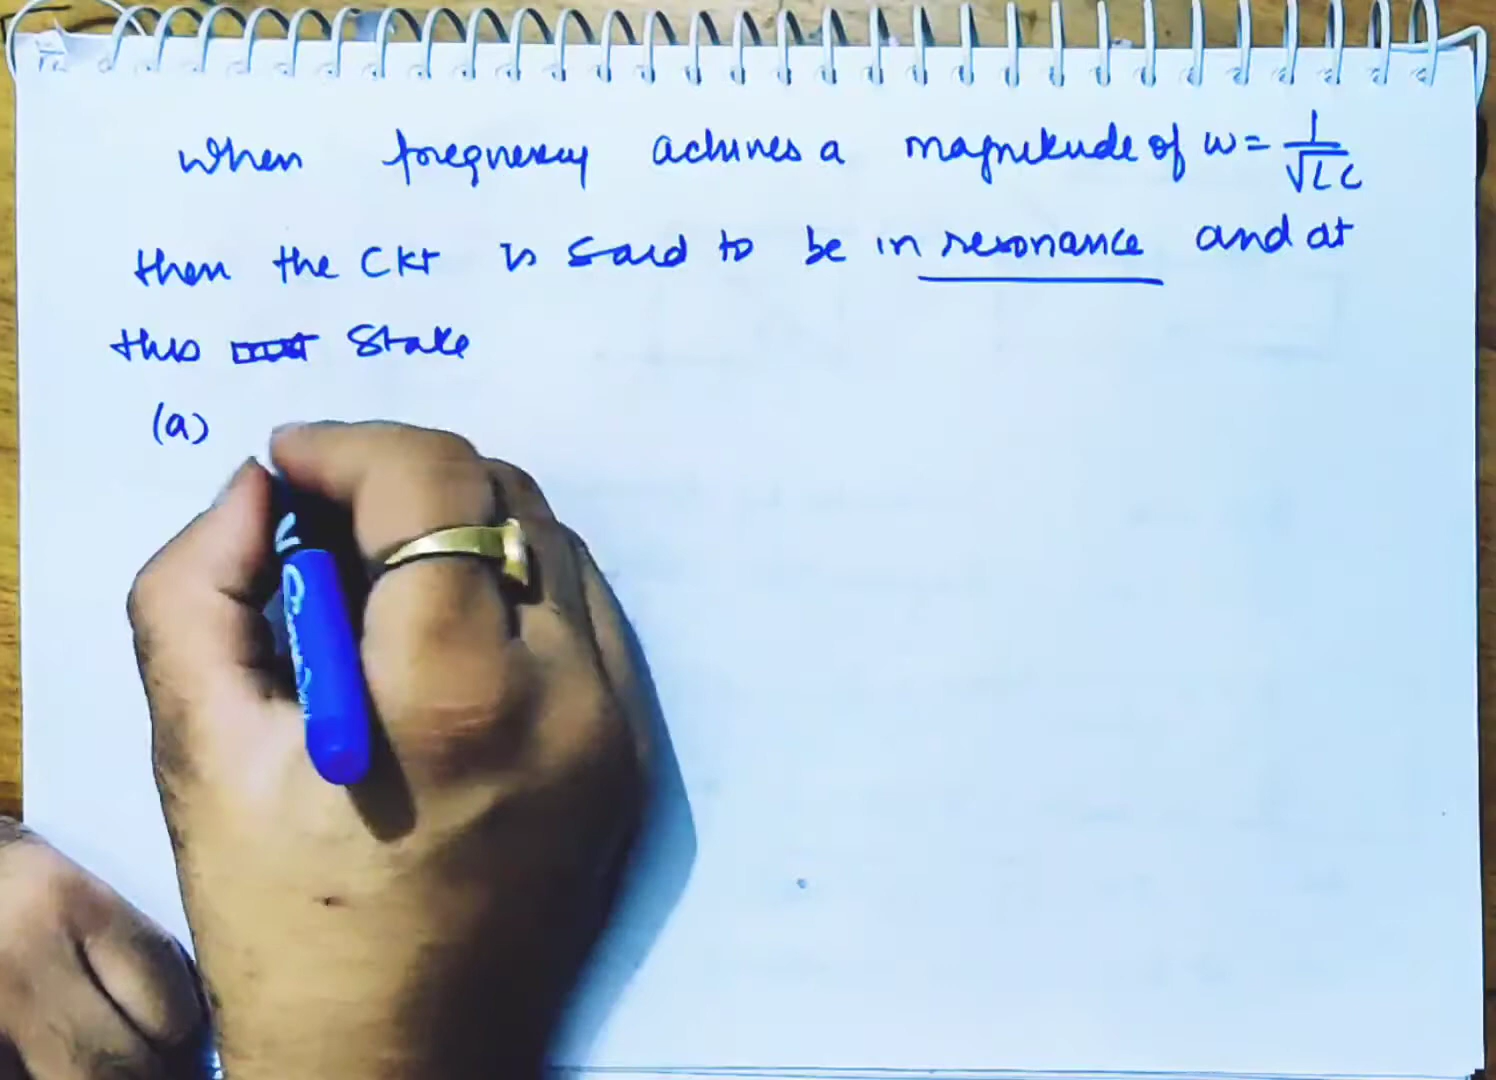 when frequency achieves a magnitude of ω = 1/√LC
then the ckt is said to be in resonance and at
this state
(a)